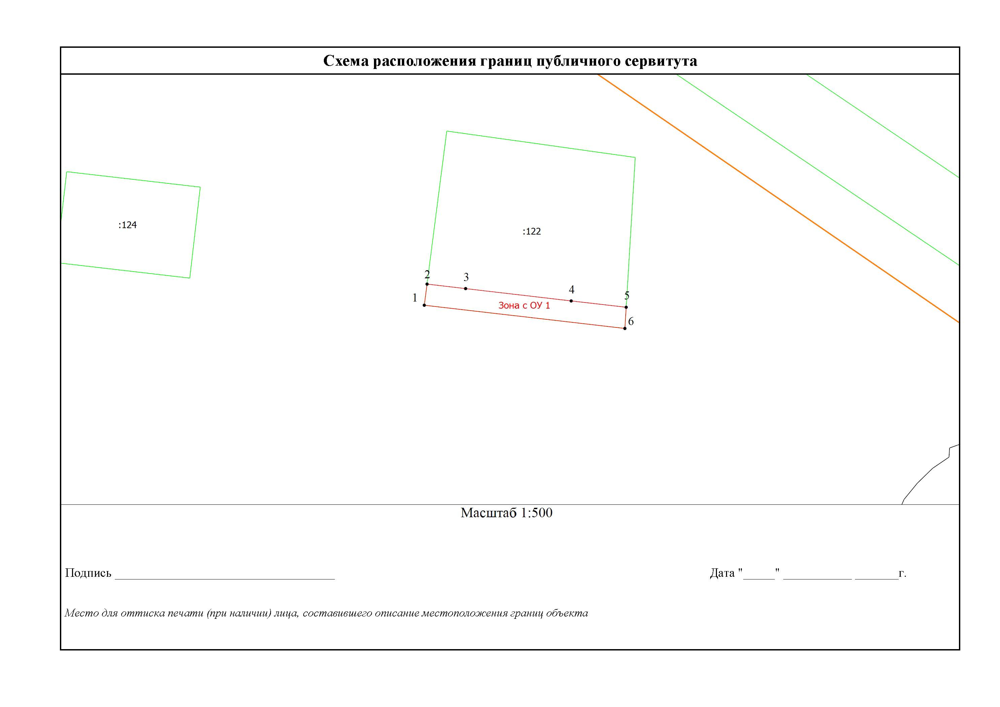 Схема расположения границ публичного сервитута
:124
:122
2
3
4
5
1
Зона с ОУ 1
6
Масштаб 1:500
Подпись ___________________________________
Дата "_____" ___________ _______г.
Место для оттиска печати (при наличии) лица, составившего описание местоположения границ объекта